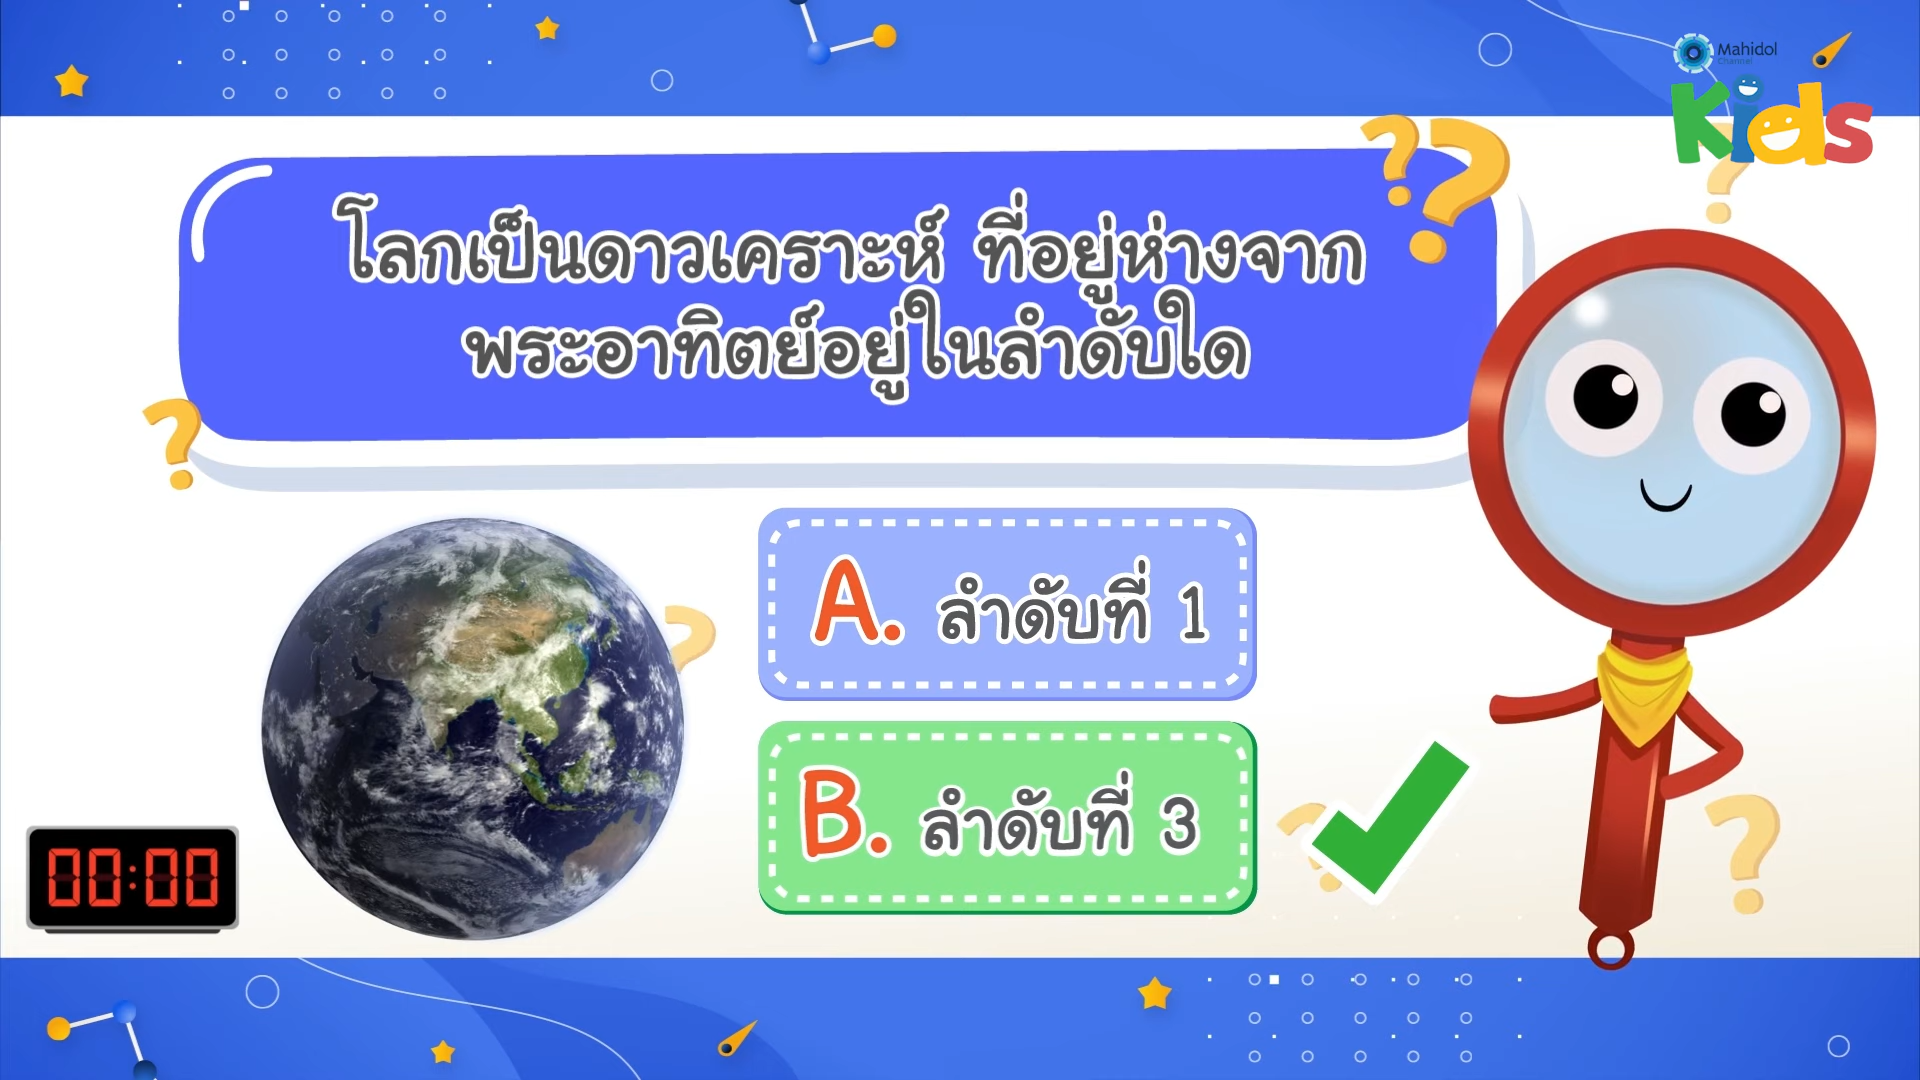 Mahidol
Channel
Kids
โลกเป็นดาวเคราะห์ ที่อยู่ห่างจาก
พระอาทิตย์อยู่ในลำดับใด
A. ลำดับที่ 1
B. ลำดับที่ 3
00:00